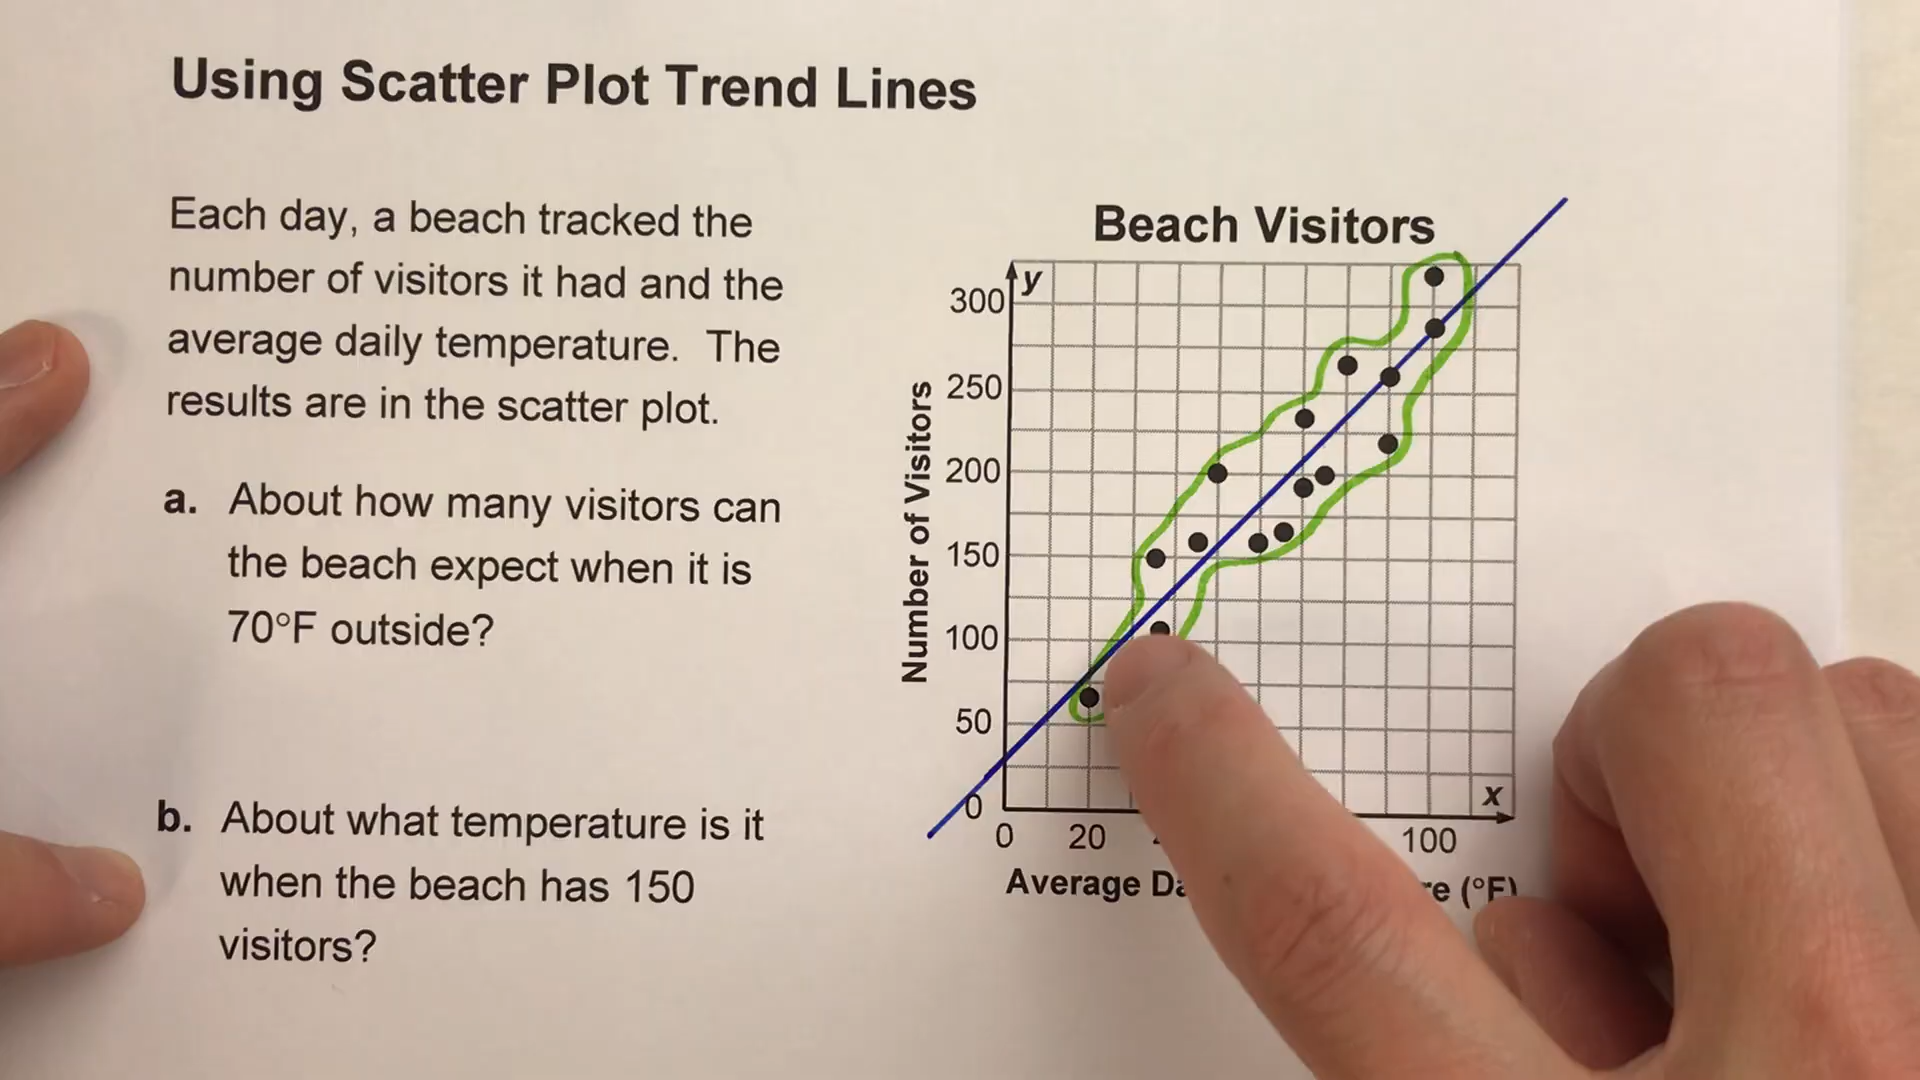 Using Scatter Plot Trend Lines
Each day, a beach tracked the
number of visitors it had and the
average daily temperature. The
results are in the scatter plot.
a. About how many visitors can
the beach expect when it is
70°F outside?
b. About what temperature is it
when the beach has 150
visitors?
Beach Visitors
y
300
250
200
150
100
50
0
Number of Visitors
x
0 20 100
Average (°F)